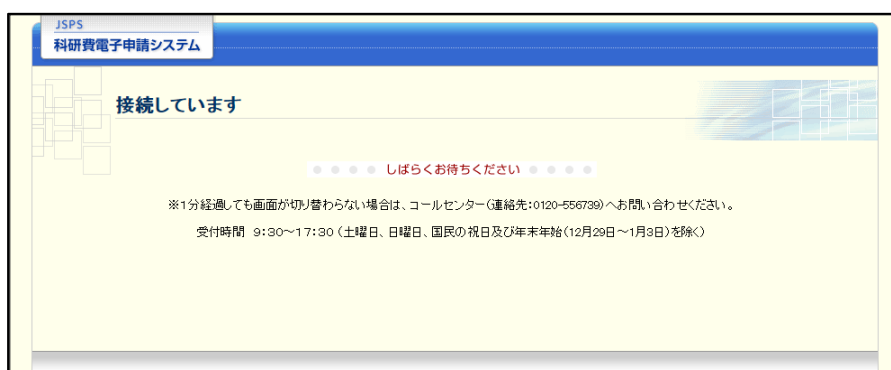 JSPS
科研費電子申請システム
接続しています
しばらくお待ちください
※1分経過しても画面が切り替わらない場合は、コールセンター(連絡先:0120-556739)へお問い合わせください。
受付時間 9:30～17:30 (土曜日、日曜日、国民の祝日及び年末年始(12月29日～1月3日)を除く)